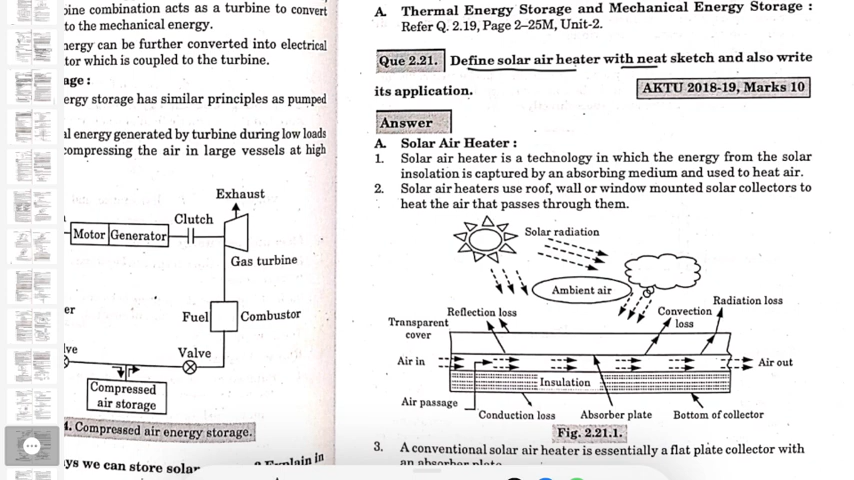 bine combination acts as a turbine to convert
to the mechanical energy.
nergy can be further converted into electrical
tor which is coupled to the turbine.
age :
ergy storage has similar principles as pumped
al energy generated by turbine during low loads
compressing the air in large vessels at high
Exhaust
Clutch
Motor Generator
Gas turbine
er
Fuel
Combustor
lve
Valve
Compressed
air storage
1. Compressed air energy storage.
ys we can store solar
Explain in
A. Thermal Energy Storage and Mechanical Energy Storage :
Refer Q. 2.19, Page 2–25M, Unit-2.
Que 2.21. Define solar air heater with neat sketch and also write
its application.
AKTU 2018-19, Marks 10
Answer
A. Solar Air Heater :
1. Solar air heater is a technology in which the energy from the solar
insolation is captured by an absorbing medium and used to heat air.
2. Solar air heaters use roof, wall or window mounted solar collectors to
heat the air that passes through them.
Solar radiation
Ambient air
Radiation loss
Reflection loss
Convection
loss
Transparent
cover
Air in
Air out
Insulation
Air passage
Conduction loss
Absorber plate
Bottom of collector
Fig. 2.21.1.
3. A conventional solar air heater is essentially a flat plate collector with
an absorber plate